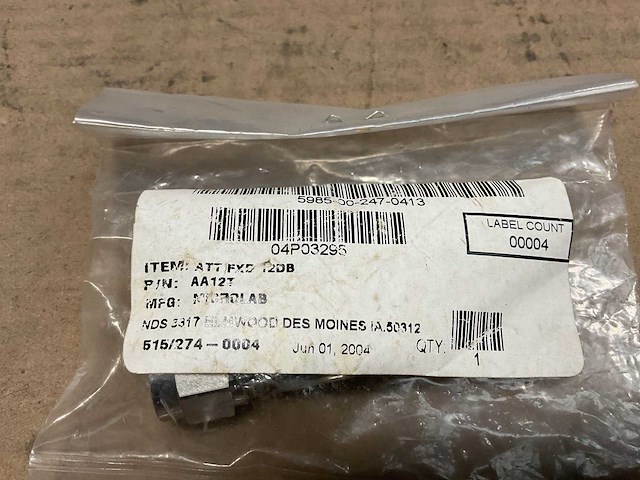 5985-00-247-0413
04P03295
LABEL COUNT
00004
ITEM: ATT FXD 12DB
P/N: AA12T
MFG: MICROLAB
NDS 3317 ELMWOOD DES MOINES IA.50312
515/274-0004 Jun 01, 2004 QTY:
1